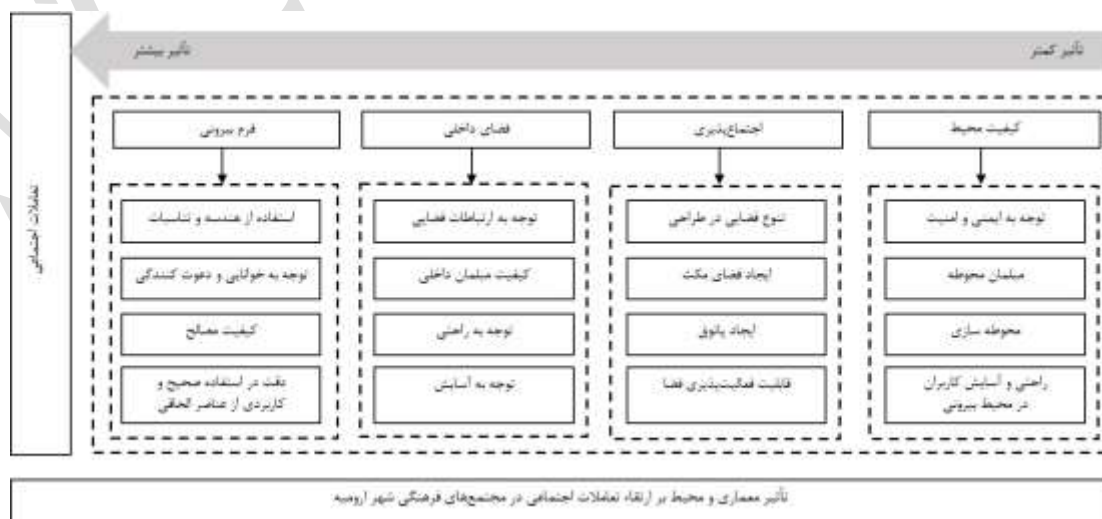 تأثیر کمتر
تأثیر بیشتر
کیفیت محیط
اجتماع‌پذیری
فضای داخلی
فرم بیرونی
توجه به ایمنی و امنیت
مبلمان محوطه
محوطه سازی
راحتی و آسایش کاربران
در محیط بیرونی
تنوع فضایی در طراحی
ایجاد فضای مکث
ایجاد پاتوق
قابلیت فعالیت‌پذیری فضا
توجه به ارتباطات فضایی
کیفیت مبلمان داخلی
توجه به راحتی
توجه به آسایش
استفاده از هندسه و تناسبات
توجه به خوانایی و دعوت کنندگی
کیفیت مصالح
دقت در استفاده صحیح و
کاربردی از عناصر الحاقی
تعاملات اجتماعی
تأثیر معماری و محیط بر ارتقاء تعاملات اجتماعی در مجتمع‌های فرهنگی شهر ارومیه